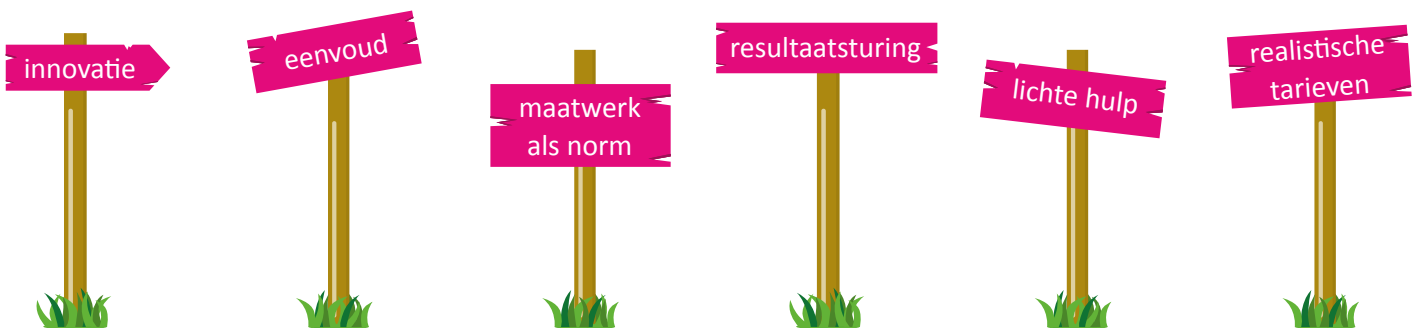 innovatie
eenvoud
maatwerk
als norm
resultaatsturing
lichte hulp
realistische
tarieven